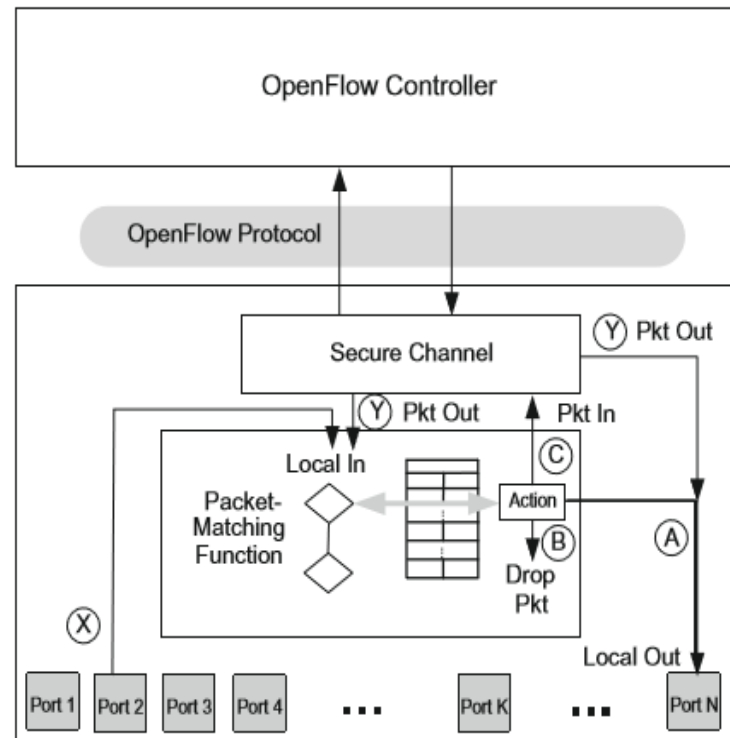 OpenFlow Controller
OpenFlow Protocol
Secure Channel
Y Pkt Out
Y Pkt Out
Pkt In
Local In
C
Packet-
Matching
Function
Action
A
B
Drop
Pkt
X
Local Out
Port 1
Port 2
Port 3
Port 4
...
Port K
...
Port N